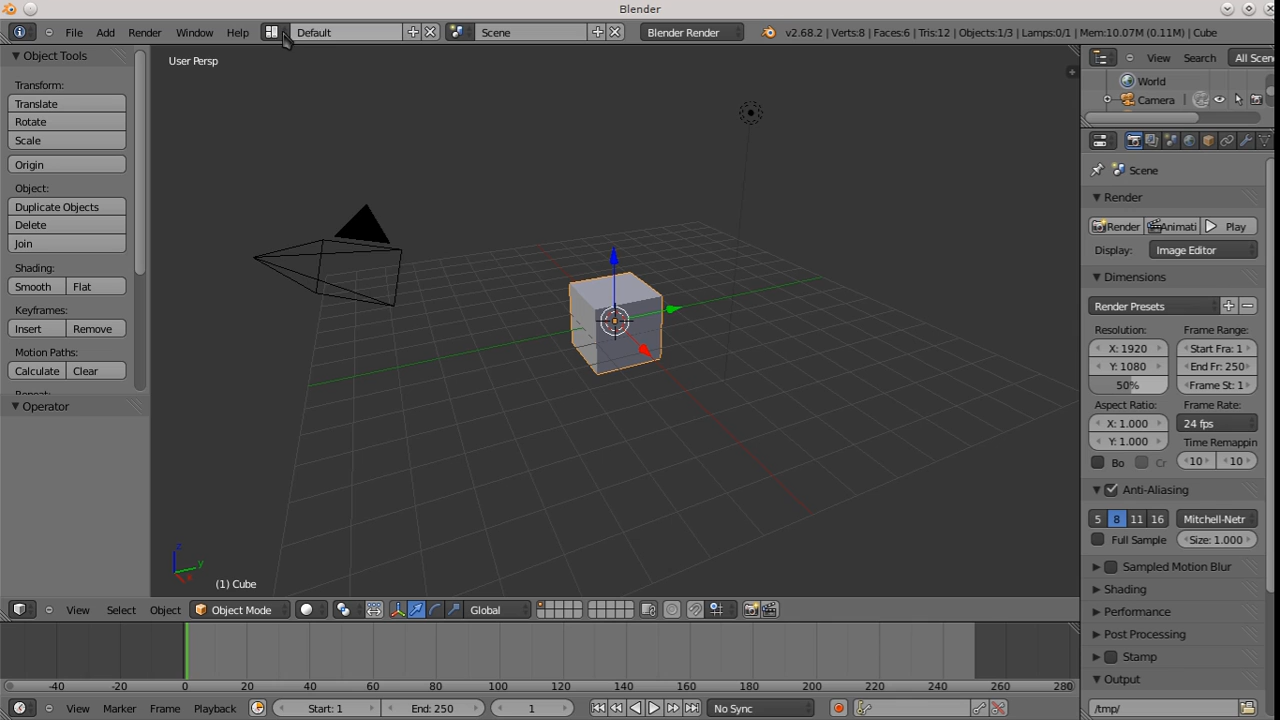 Blender
File Add Render Window Help Default Scene Blender Render v2.68.2 | Verts:8 | Faces:6 | Tris:12 | Objects:1/3 | Lamps:0/1 | Mem:10.07M (0.11M) | Cube
Object Tools
Transform:
Translate
Rotate
Scale
Origin
Object:
Duplicate Objects
Delete
Join
Shading:
Smooth Flat
Keyframes:
Insert Remove
Motion Paths:
Calculate Clear
Repeat:
Operator
User Persp
z
y
x
(1) Cube
View Select Object Object Mode Global
-40 -20 0 20 40 60 80 100 120 140 160 180 200 220 240 260 280
View Marker Frame Playback Start: 1 End: 250 1 No Sync
View Search All Scen
World
Camera
Scene
Render
Render Animati Play
Display: Image Editor
Dimensions
Render Presets
Resolution: Frame Range:
X: 1920 Start Fra: 1
Y: 1080 End Fr: 250
50% Frame St: 1
Aspect Ratio: Frame Rate:
X: 1.000 24 fps
Y: 1.000 Time Remappin
Bo Cr 10 10
Anti-Aliasing
5 8 11 16 Mitchell-Netr
Full Sample Size: 1.000
Sampled Motion Blur
Shading
Performance
Post Processing
Stamp
Output
/tmp/